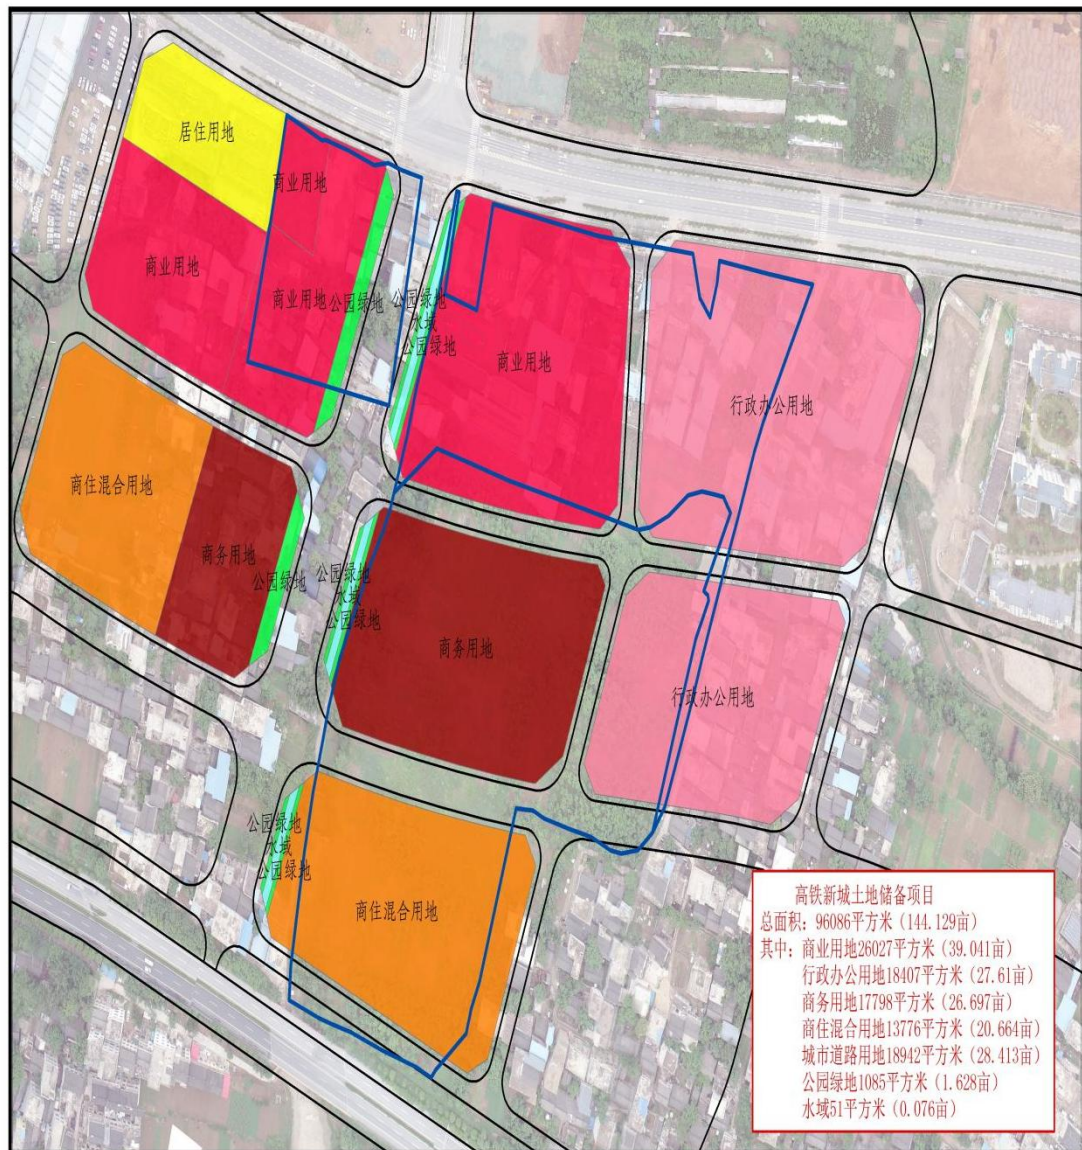 居住用地
商业用地
商业用地
商业用地
公园绿地
公园绿地
水域
公园绿地
商业用地
行政办公用地
商住混合用地
商务用地
公园绿地
公园绿地
水域
公园绿地
商务用地
行政办公用地
公园绿地
水域
公园绿地
商住混合用地
高铁新城土地储备项目
总面积：96086平方米（144.129亩）
其中：商业用地26027平方米（39.041亩）
行政办公用地18407平方米（27.61亩）
商务用地17798平方米（26.697亩）
商住混合用地13776平方米（20.664亩）
城市道路用地18942平方米（28.413亩）
公园绿地1085平方米（1.628亩）
水域51平方米（0.076亩）